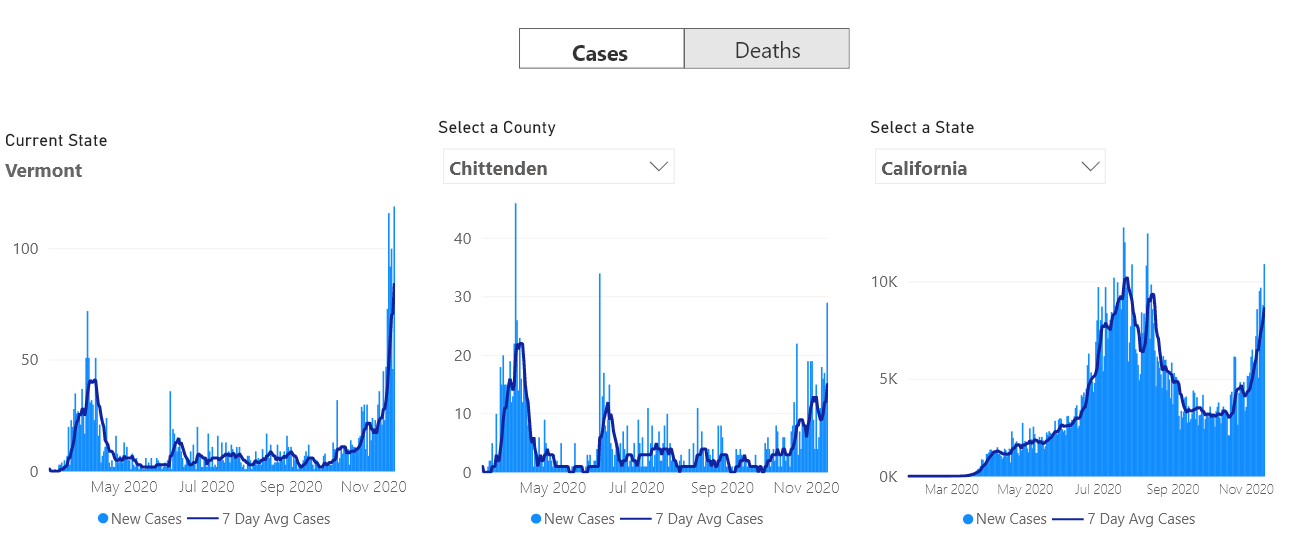 Cases Deaths
Current State
Vermont
100
50
0
May 2020 Jul 2020 Sep 2020 Nov 2020
New Cases 7 Day Avg Cases
Select a County
Chittenden
40
30
20
10
0
May 2020 Jul 2020 Sep 2020 Nov 2020
New Cases 7 Day Avg Cases
Select a State
California
10K
5K
0K
Mar 2020 May 2020 Jul 2020 Sep 2020 Nov 2020
New Cases 7 Day Avg Cases